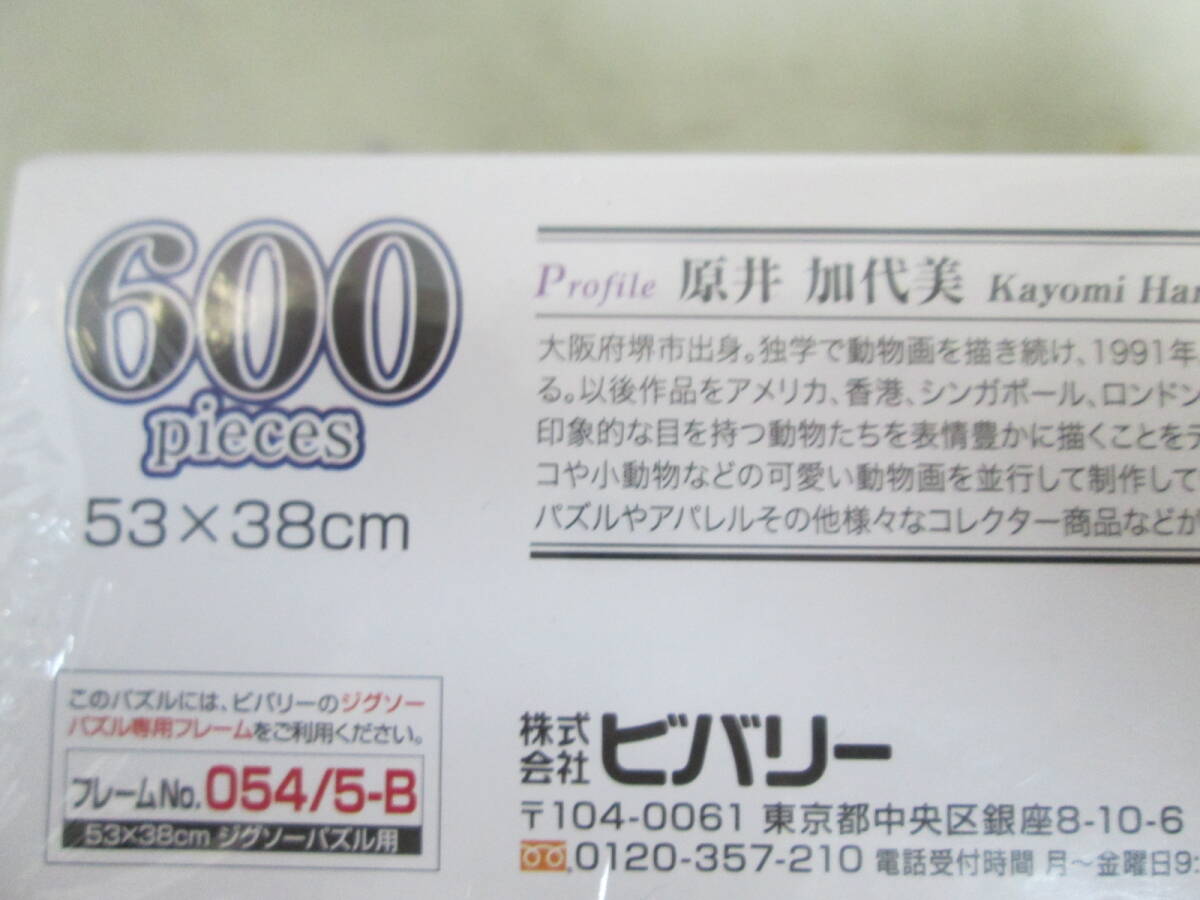 600
pieces
53×38cm
Profile 原井 加代美 Kayomi Har
大阪府堺市出身。独学で動物画を描き続け、1991年
る。以後作品をアメリカ、香港、シンガポール、ロンドン
印象的な目を持つ動物たちを表情豊かに描くことをテ
コや小動物などの可愛い動物画を並行して制作して
パズルやアパレルその他様々なコレクター商品などが
このパズルには、ビバリーのジグソー
パズル専用フレームをご利用ください。
フレームNo.054/5-B
53×38cm ジグソーパズル用
株式会社 ビバリー
〒104-0061 東京都中央区銀座8-10-6
0120-357-210 電話受付時間 月～金曜日9: